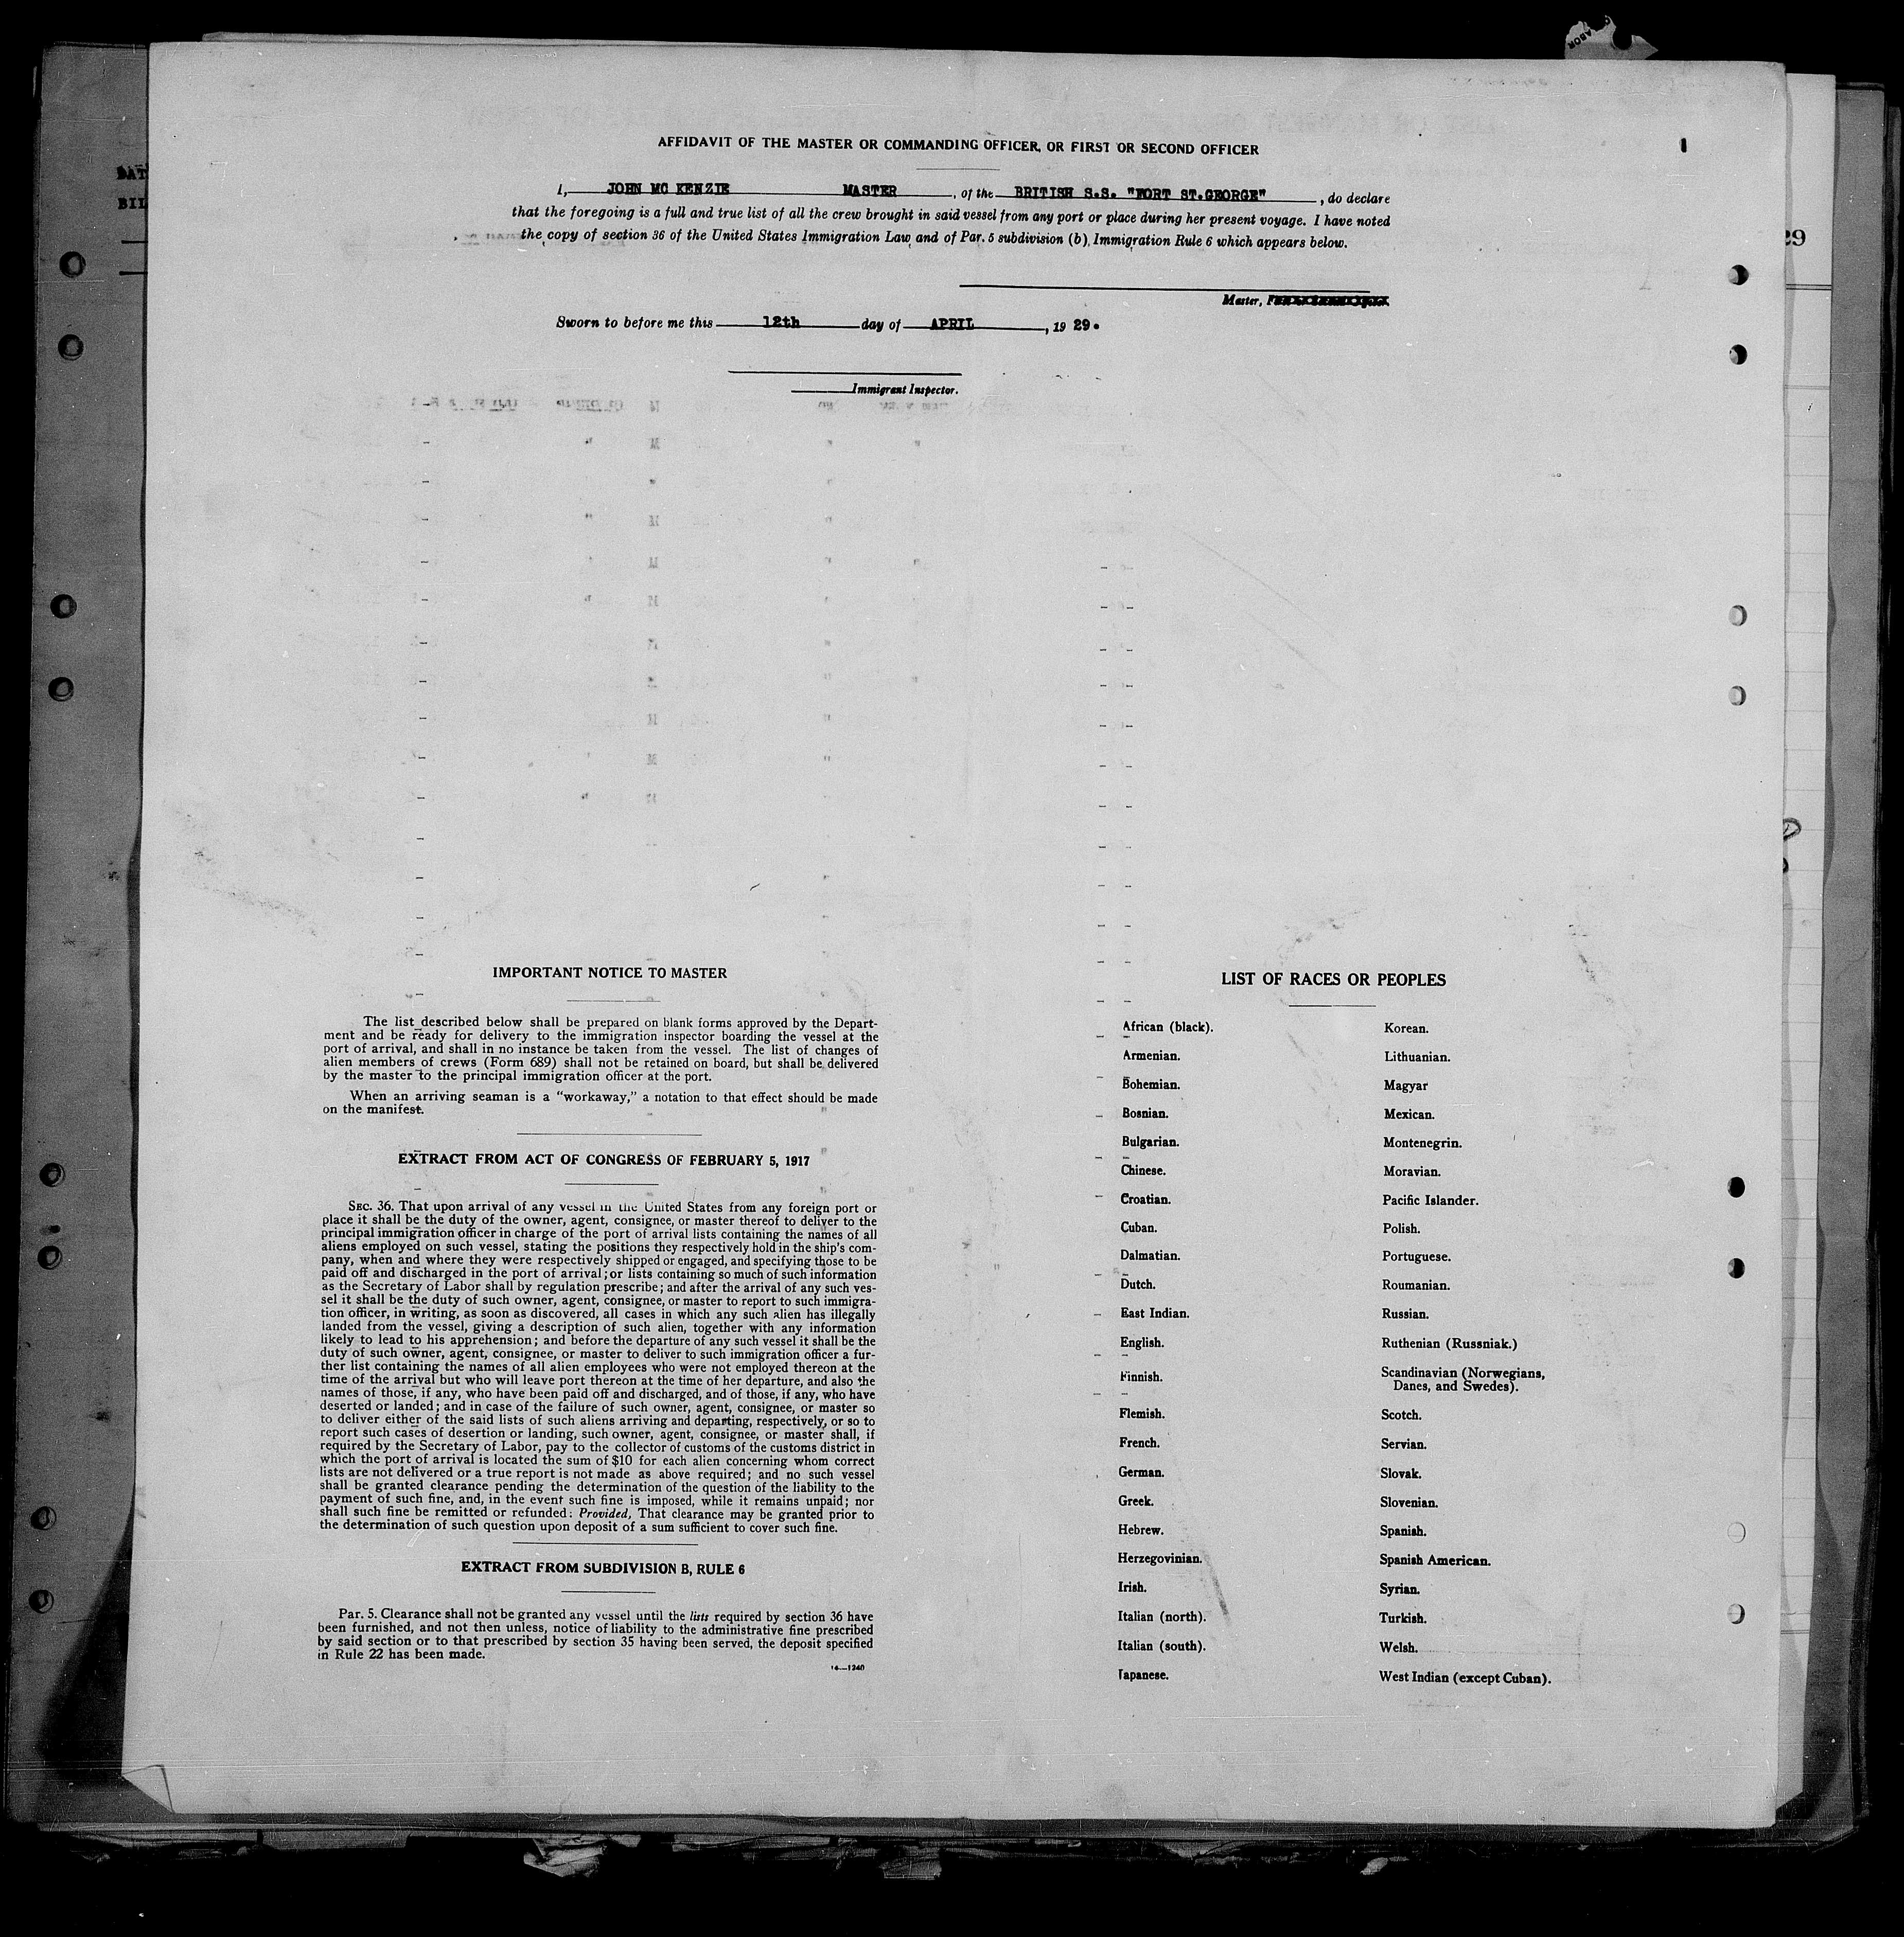 LABOR
AFFIDAVIT OF THE MASTER OR COMMANDING OFFICER, OR FIRST OR SECOND OFFICER
I, JOHN MC KENZIE MASTER, of the BRITISH S.S. "FORT ST.GEORGE", do declare
that the foregoing is a full and true list of all the crew brought in said vessel from any port or place during her present voyage. I have noted
the copy of section 36 of the United States Immigration Law and of Par. 5 subdivision (b), Immigration Rule 6 which appears below.
Master,
Sworn to before me this 12th day of APRIL, 1929.
Immigrant Inspector.
DAT
BIL
29
IMPORTANT NOTICE TO MASTER
The list described below shall be prepared on blank forms approved by the Depart-
ment and be ready for delivery to the immigration inspector boarding the vessel at the
port of arrival, and shall in no instance be taken from the vessel. The list of changes of
alien members of crews (Form 689) shall not be retained on board, but shall be delivered
by the master to the principal immigration officer at the port.
When an arriving seaman is a "workaway," a notation to that effect should be made
on the manifest.
EXTRACT FROM ACT OF CONGRESS OF FEBRUARY 5, 1917
SEC. 36. That upon arrival of any vessel in the United States from any foreign port or
place it shall be the duty of the owner, agent, consignee, or master thereof to deliver to the
principal immigration officer in charge of the port of arrival lists containing the names of all
aliens employed on such vessel, stating the positions they respectively hold in the ship's com-
pany, when and where they were respectively shipped or engaged, and specifying those to be
paid off and discharged in the port of arrival; or lists containing so much of such information
as the Secretary of Labor shall by regulation prescribe; and after the arrival of any such ves-
sel it shall be the duty of such owner, agent, consignee, or master to report to such immigra-
tion officer, in writing, as soon as discovered, all cases in which any such alien has illegally
landed from the vessel, giving a description of such alien, together with any information
likely to lead to his apprehension; and before the departure of any such vessel it shall be the
duty of such owner, agent, consignee, or master to deliver to such immigration officer a fur-
ther list containing the names of all alien employees who were not employed thereon at the
time of the arrival but who will leave port thereon at the time of her departure, and also the
names of those, if any, who have been paid off and discharged, and of those, if any, who have
deserted or landed; and in case of the failure of such owner, agent, consignee, or master so
to deliver either of the said lists of such aliens arriving and departing, respectively, or so to
report such cases of desertion or landing, such owner, agent, consignee, or master shall, if
required by the Secretary of Labor, pay to the collector of customs of the customs district in
which the port of arrival is located the sum of $10 for each alien concerning whom correct
lists are not delivered or a true report is not made as above required; and no such vessel
shall be granted clearance pending the determination of the question of the liability to the
payment of such fine, and, in the event such fine is imposed, while it remains unpaid; nor
shall such fine be remitted or refunded: Provided, That clearance may be granted prior to
the determination of such question upon deposit of a sum sufficient to cover such fine.
EXTRACT FROM SUBDIVISION B, RULE 6
Par. 5. Clearance shall not be granted any vessel until the lists required by section 36 have
been furnished, and not then unless, notice of liability to the administrative fine prescribed
by said section or to that prescribed by section 35 having been served, the deposit specified
in Rule 22 has been made.
14—1240
LIST OF RACES OR PEOPLES
African (black).
Armenian.
Bohemian.
Bosnian.
Bulgarian.
Chinese.
Croatian.
Cuban.
Dalmatian.
Dutch.
East Indian.
English.
Finnish.
Flemish.
French.
German.
Greek.
Hebrew.
Herzegovinian.
Irish.
Italian (north).
Italian (south).
Japanese.
Korean.
Lithuanian.
Magyar
Mexican.
Montenegrin.
Moravian.
Pacific Islander.
Polish.
Portuguese.
Roumanian.
Russian.
Ruthenian (Russniak.)
Scandinavian (Norwegians,
Danes, and Swedes).
Scotch.
Servian.
Slovak.
Slovenian.
Spanish.
Spanish American.
Syrian.
Turkish.
Welsh.
West Indian (except Cuban).